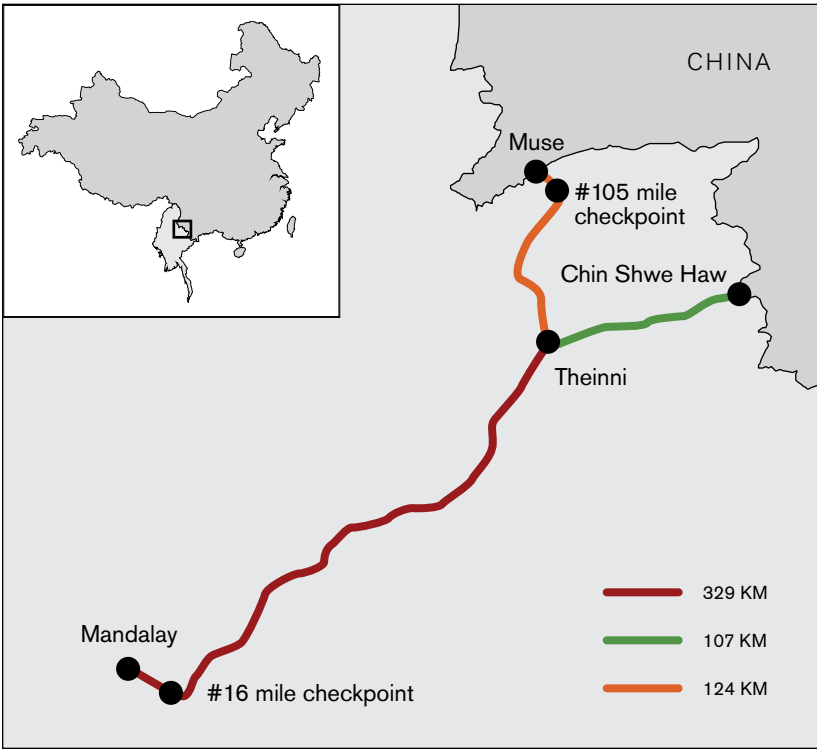 CHINA
Muse
#105 mile
checkpoint
Chin Shwe Haw
Theinni
329 KM
Mandalay
107 KM
#16 mile checkpoint
124 KM